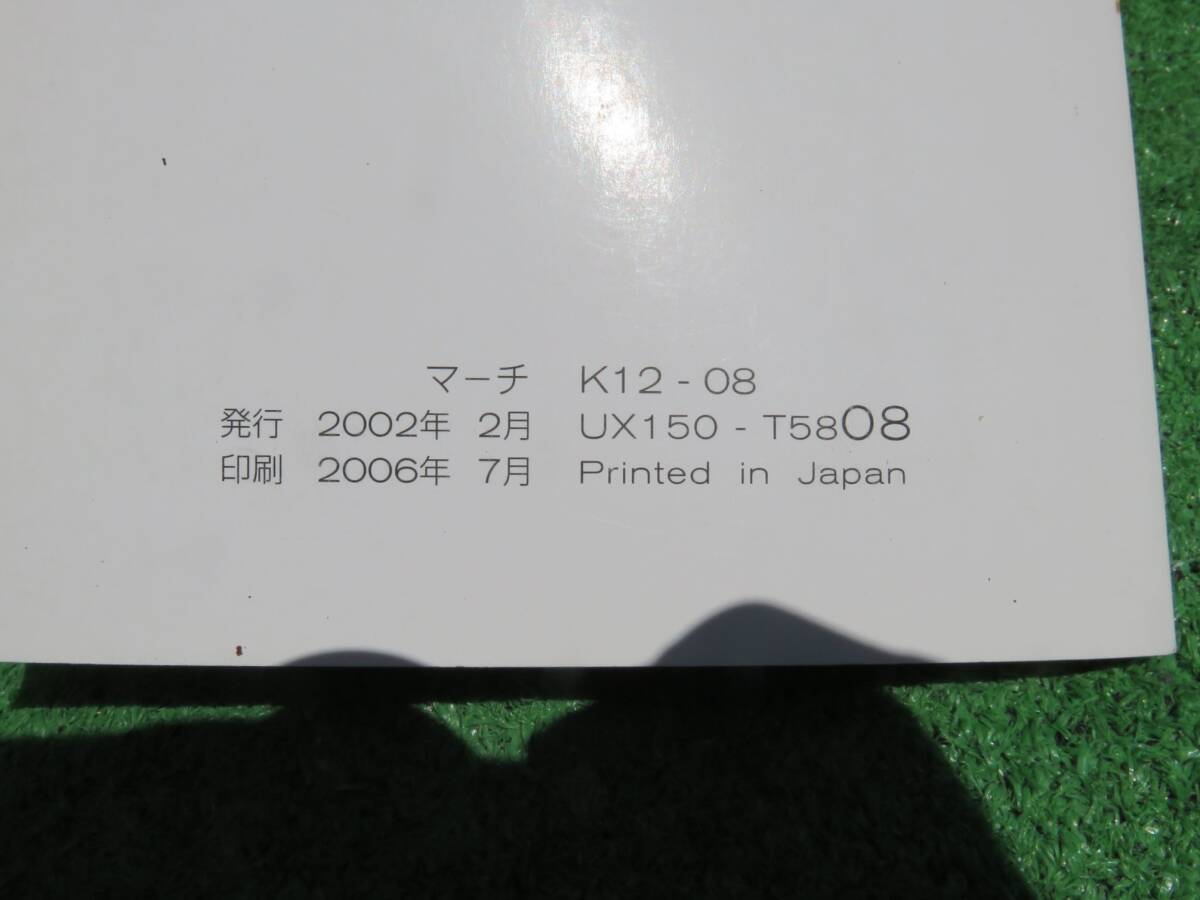 マーチ K12-08
発行 2002年 2月 UX150-T5808
印刷 2006年 7月 Printed in Japan